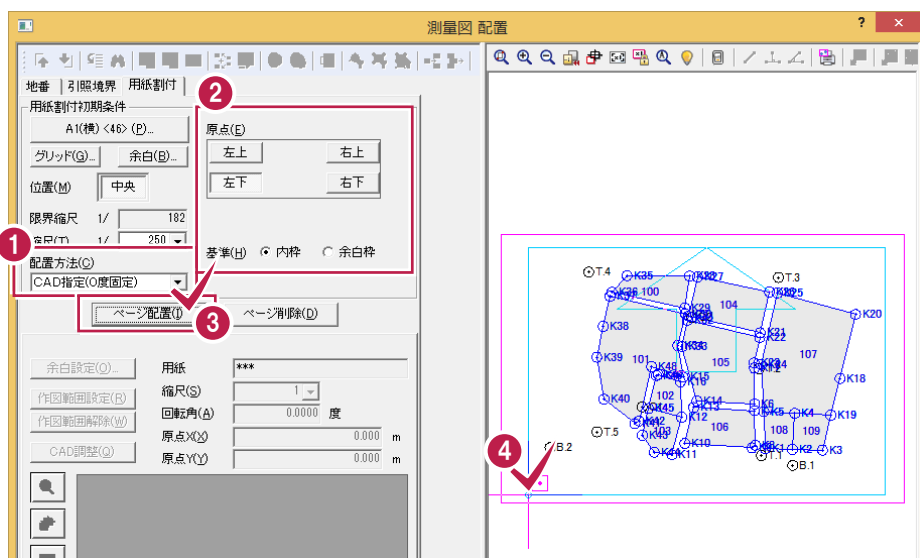 測量図 配置
? ×
地番 引照境界 用紙割付
用紙割付初期条件
A1(横) <46> (P)...
グリッド(G)... 余白(B)...
位置(M) 中央
限界縮尺 1/ 182
1/ 250
配置方法(C)
CAD指定(0度固定)
原点(E)
左上 右上
左下 右下
基準(H) 内枠 余白枠
1
2
3
4
ページ配置(I) ページ削除(D)
余白設定(O)...
作図範囲設定(R)
作図範囲解除(W)
CAD調整(Q)
用紙 ***
縮尺(S) 1
回転角(A) 0.0000 度
原点X(X) 0.000 m
原点Y(Y) 0.000 m
T.4 K35 K27 T.3
100 104 K25 K20
K29
K38 K21
K22
K39 101 105 107
K15 K18
K16
K40 102 K14 K6
K13 K5 K4 K19
K12
T.5 103 106 108 109
K43 K10
B.2 K11 K2 K3
T.1
B.1